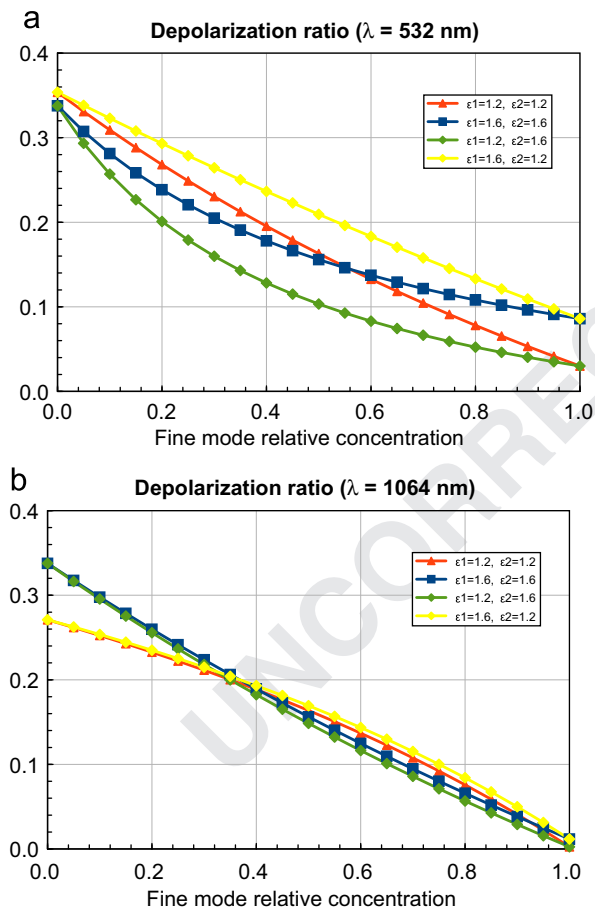 a
Depolarization ratio (λ = 532 nm)
0.4
0.3
0.2
0.1
0.0
ε1=1.2, ε2=1.2
ε1=1.6, ε2=1.6
ε1=1.2, ε2=1.6
ε1=1.6, ε2=1.2
0.0 0.2 0.4 0.6 0.8 1.0
Fine mode relative concentration
b
Depolarization ratio (λ = 1064 nm)
0.4
0.3
0.2
0.1
0.0
ε1=1.2, ε2=1.2
ε1=1.6, ε2=1.6
ε1=1.2, ε2=1.6
ε1=1.6, ε2=1.2
0.0 0.2 0.4 0.6 0.8 1.0
Fine mode relative concentration
UNCORREC